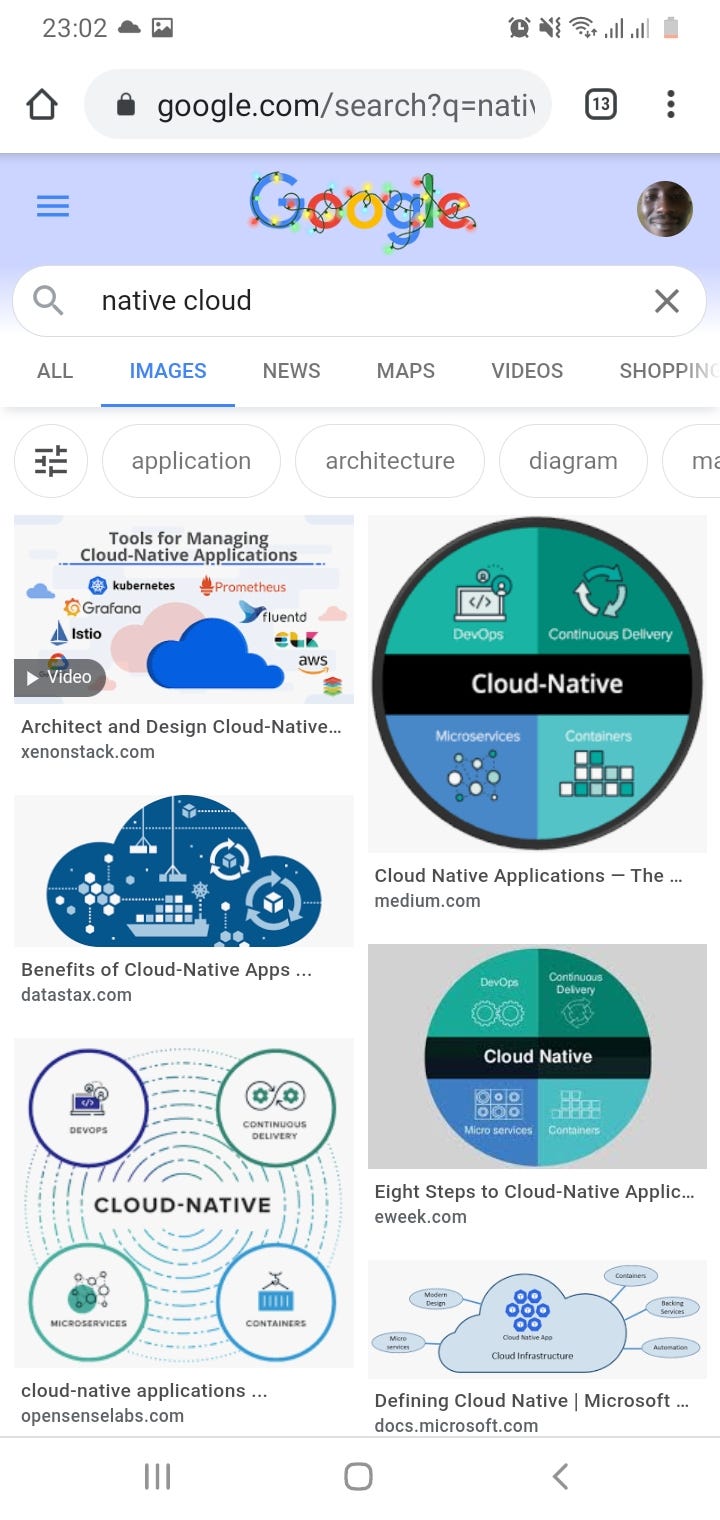 23:02
google.com/search?q=nativ
13
Google
native cloud
ALL IMAGES NEWS MAPS VIDEOS SHOPPING
application architecture diagram ma
Tools for Managing
Cloud-Native Applications
kubernetes Prometheus
Grafana
fluentd
Istio
ELK
aws
Video
Architect and Design Cloud-Native...
xenonstack.com
DevOps Continuous Delivery
Cloud-Native
Microservices Containers
Cloud Native Applications — The ...
medium.com
Benefits of Cloud-Native Apps ...
datastax.com
DevOps Continuous
Delivery
Cloud Native
Micro services Containers
Eight Steps to Cloud-Native Applic...
eweek.com
DEVOPS CONTINUOUS
DELIVERY
CLOUD-NATIVE
MICROSERVICES CONTAINERS
cloud-native applications ...
opensenselabs.com
Containers
Modern
Design
Backing
Services
Cloud Native App
Micro
services
Automation
Cloud Infrastructure
Defining Cloud Native | Microsoft ...
docs.microsoft.com